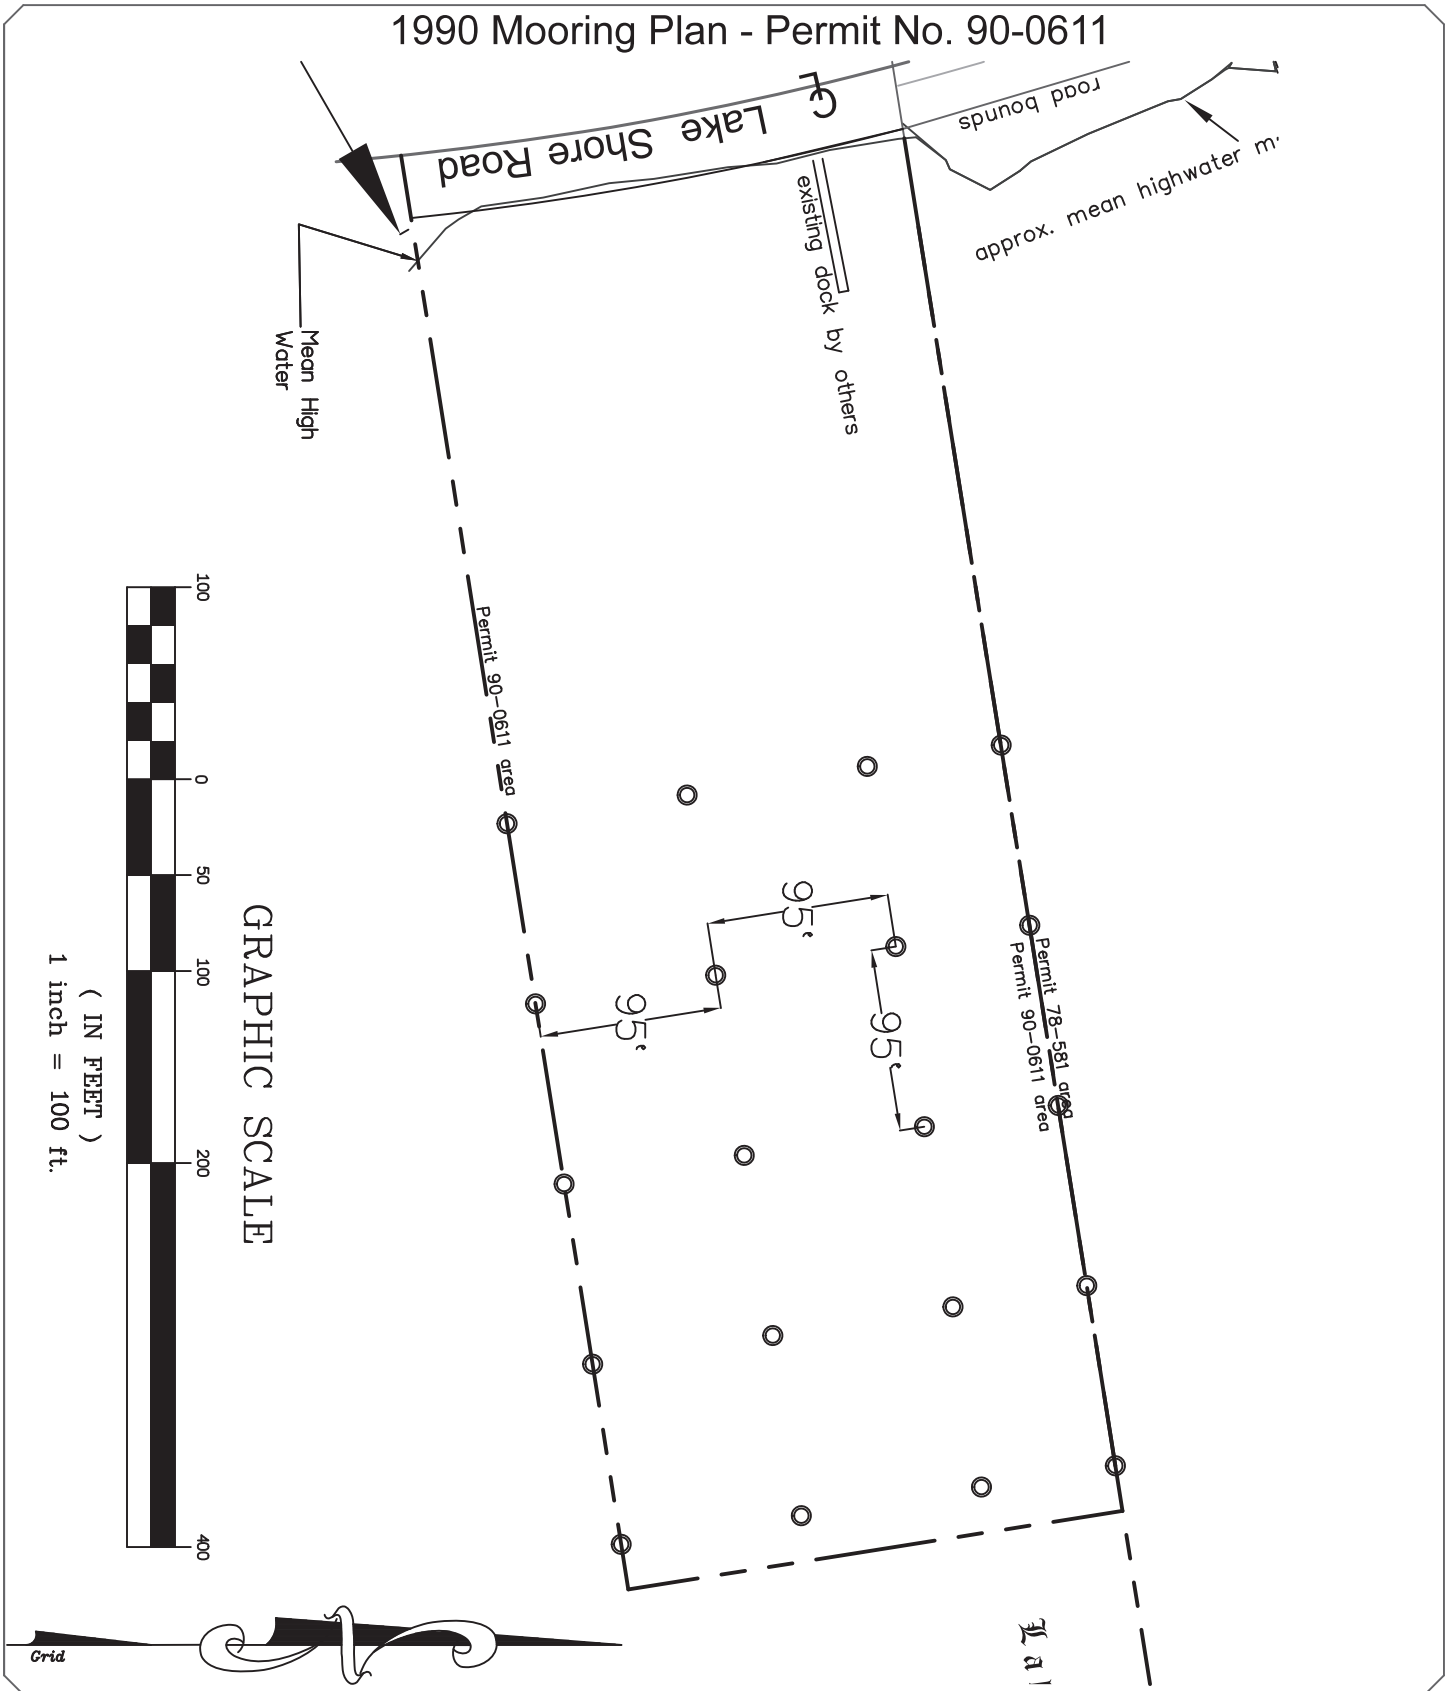 1990 Mooring Plan - Permit No. 90-0611
℄ Lake Shore Road
road bounds
approx. mean highwater
existing dock by others
Mean High
Water
Permit 90-0611 area
95'
95'
95'
Permit 78-581 area
Permit 90-0611 area
GRAPHIC SCALE
100
0
50
100
200
400
( IN FEET )
1 inch = 100 ft.
N
Grid